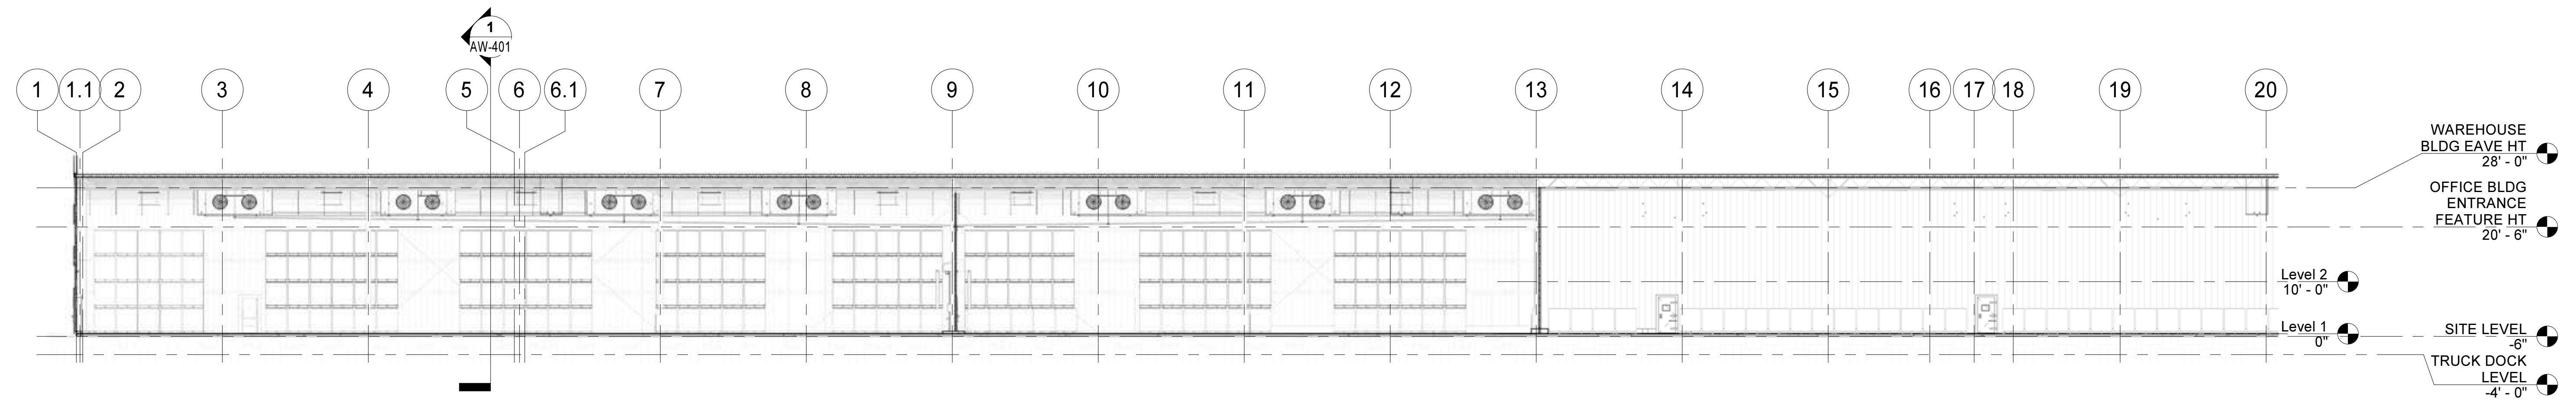 1
AW-401
1
1.1
2
3
4
5
6
6.1
7
8
9
10
11
12
13
14
15
16
17
18
19
20
WAREHOUSE
BLDG EAVE HT
28' - 0"
OFFICE BLDG
ENTRANCE
FEATURE HT
20' - 6"
Level 2
10' - 0"
Level 1
0"
SITE LEVEL
-6"
TRUCK DOCK
LEVEL
-4' - 0"